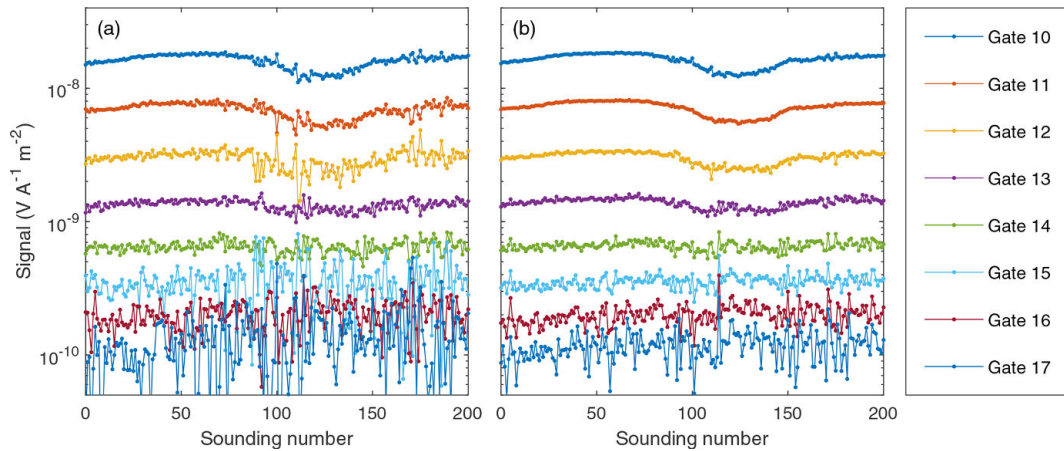 (a)
(b)
Signal (V A⁻¹ m⁻²)
10⁻⁸
10⁻⁹
10⁻¹⁰
0 50 100 150 200
0 50 100 150 200
Sounding number
Sounding number
Gate 10
Gate 11
Gate 12
Gate 13
Gate 14
Gate 15
Gate 16
Gate 17